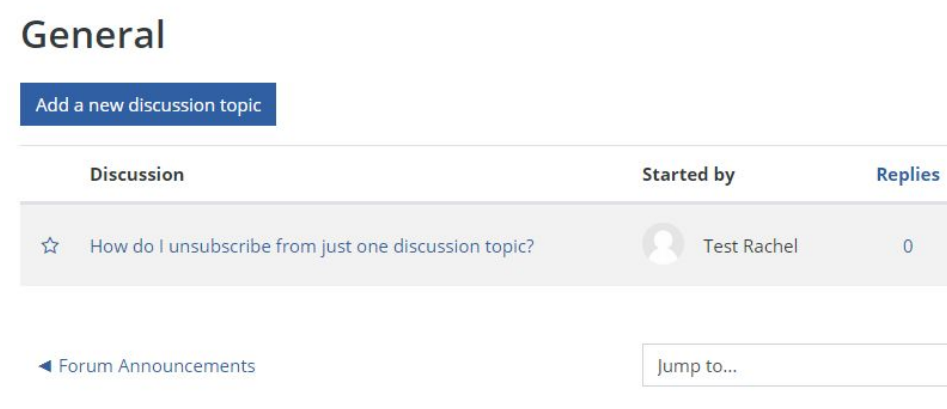 General
Add a new discussion topic
Discussion Started by Replies
How do I unsubscribe from just one discussion topic? Test Rachel 0
◄ Forum Announcements Jump to...